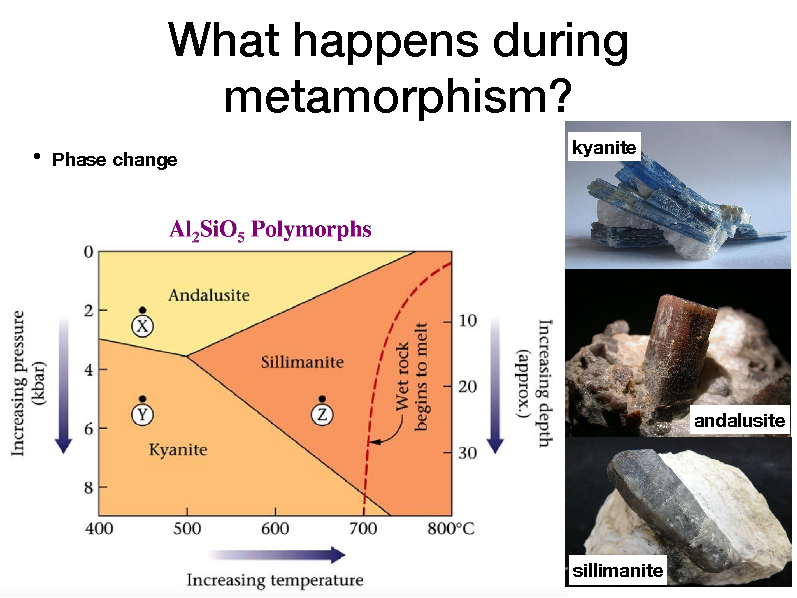 What happens during
metamorphism?
• Phase change
Al2SiO5 Polymorphs
0
2
4
6
8
Increasing pressure
(kbar)
Andalusite
X
Sillimanite
Y
Z
Kyanite
Wet rock
begins to melt
10
20
30
Increasing depth
(approx.)
400
500
600
700
800°C
Increasing temperature
kyanite
andalusite
sillimanite